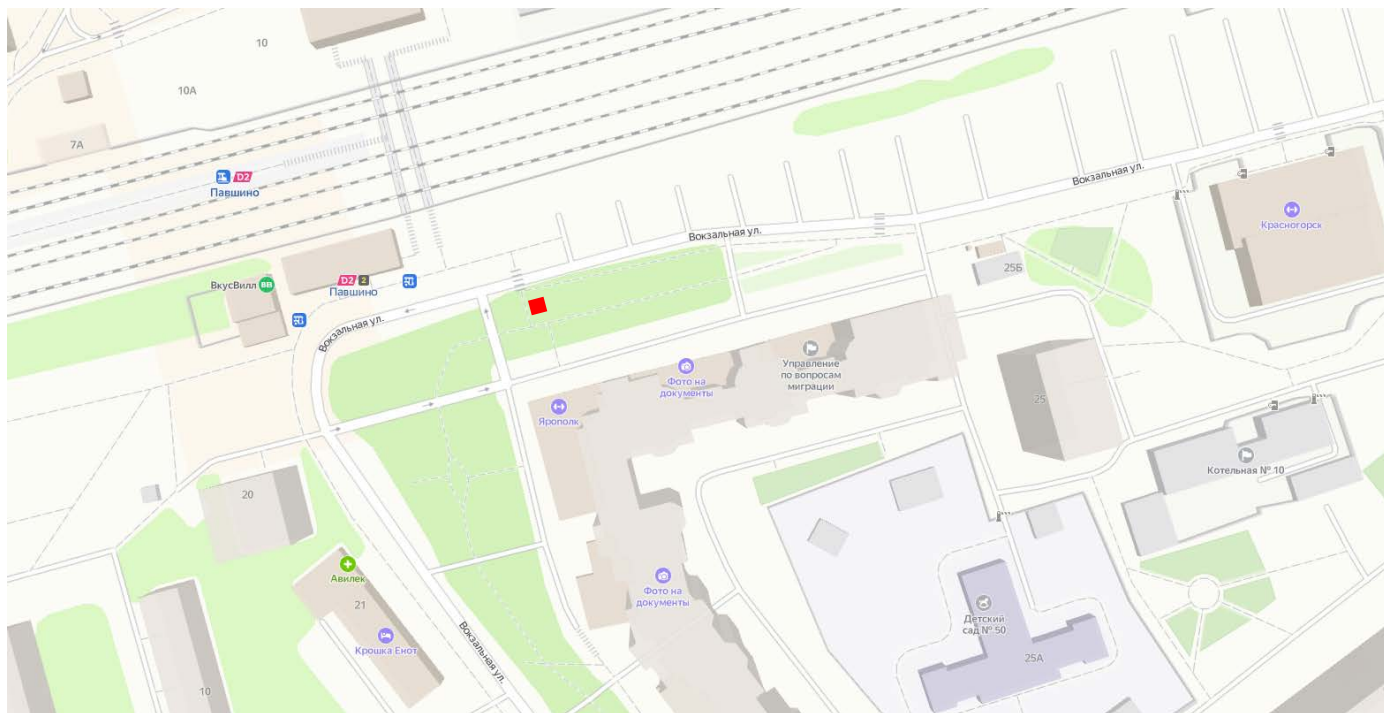 10
10А
7А
D2
Павшино
Вокзальная ул.
Красногорск
Вокзальная ул.
25Б
ВкусВилл
ВВ
D2 2
Павшино
Вокзальная ул.
Управление
по вопросам
миграции
Фото на
документы
25
Ярополк
Котельная № 10
20
Авилек
21
Фото на
документы
Детский
сад № 50
Крошка Енот
Вокзальная ул.
25А
10